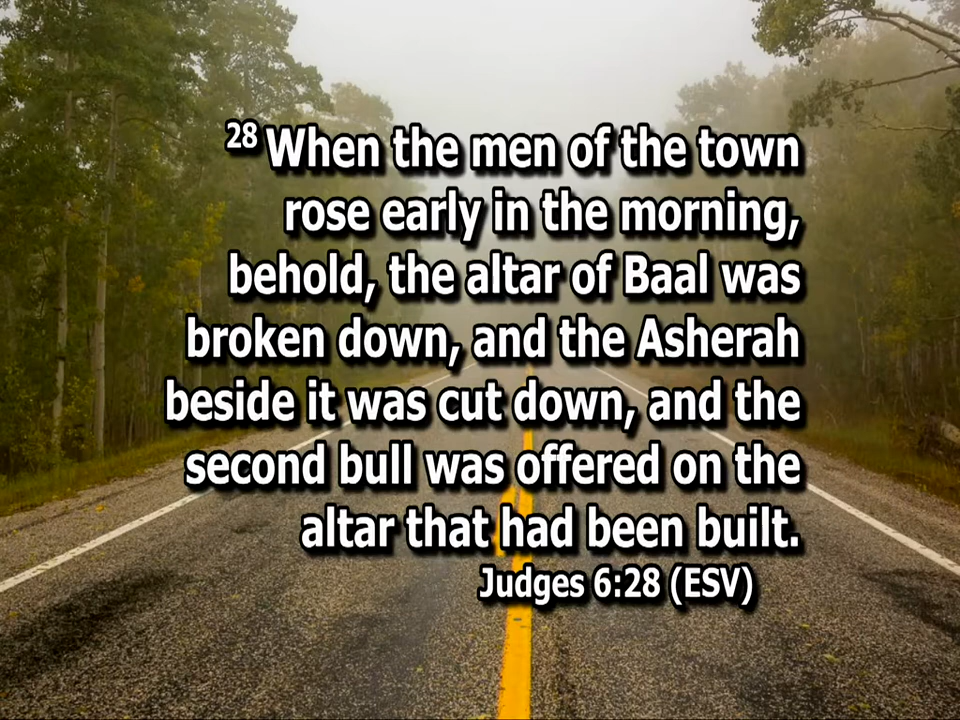 28 When the men of the town
rose early in the morning,
behold, the altar of Baal was
broken down, and the Asherah
beside it was cut down, and the
second bull was offered on the
altar that had been built.
Judges 6:28 (ESV)